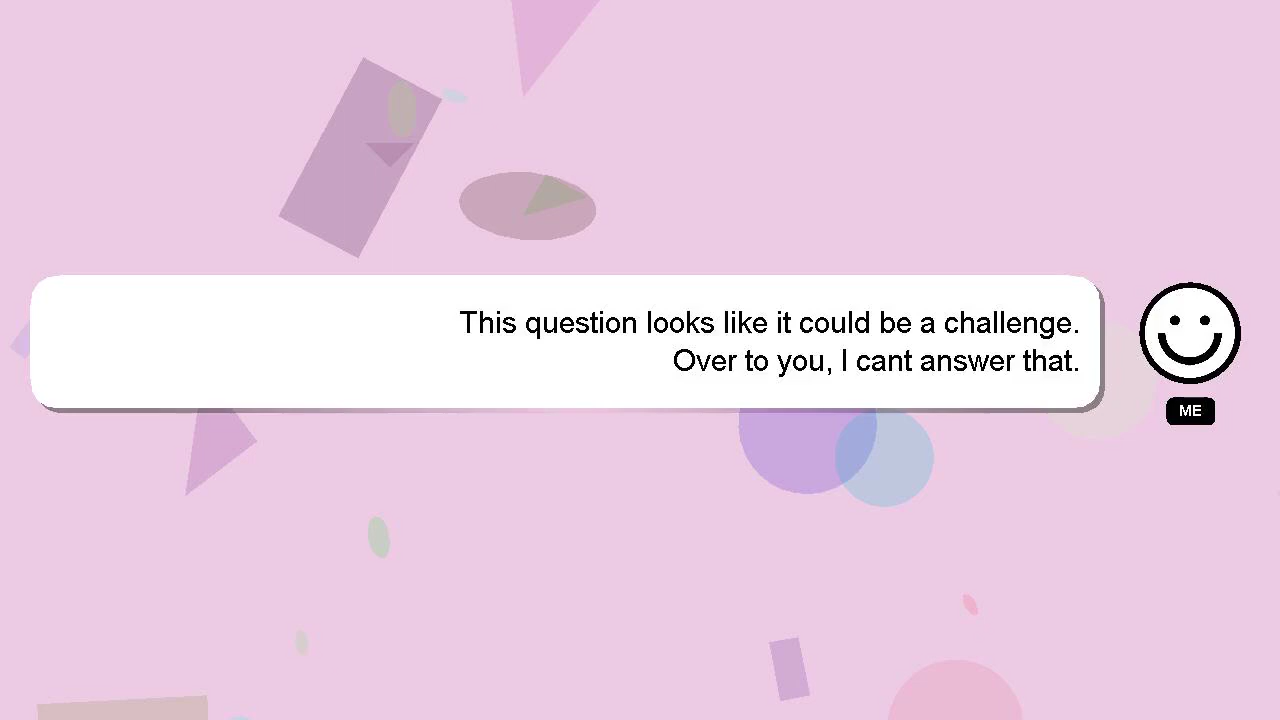 This question looks like it could be a challenge.
Over to you, I cant answer that.
ME